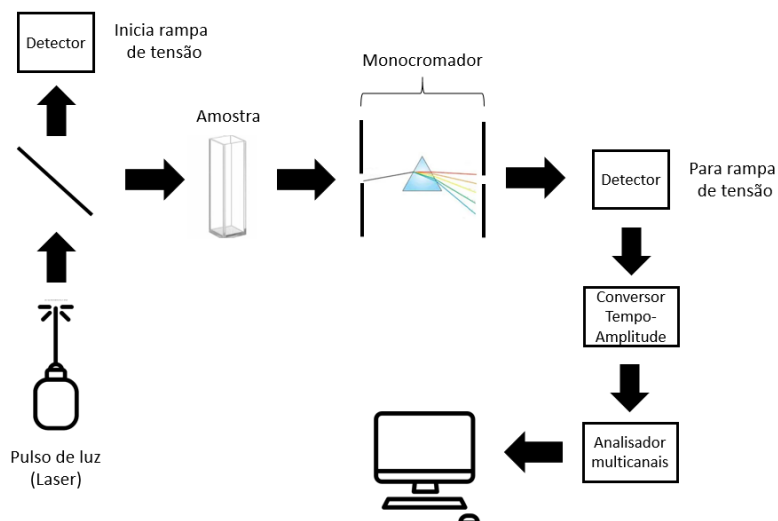 Detector
Inicia rampa
de tensão
Amostra
Monocromador
Detector
Para rampa
de tensão
Conversor
Tempo-
Amplitude
Analisador
multicanais
Pulso de luz
(Laser)